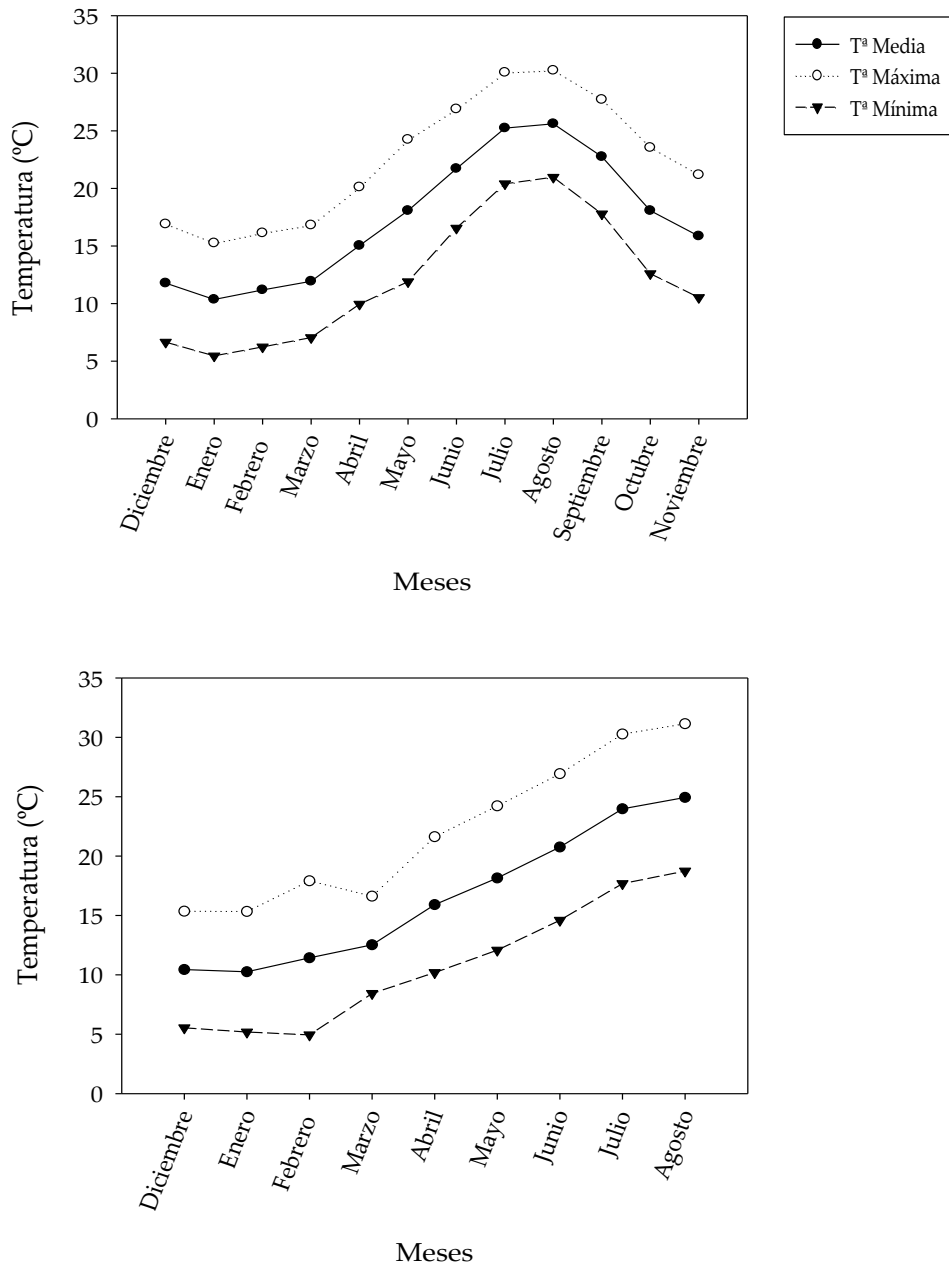 35
30
25
20
15
10
5
0
Temperatura (ºC)
Diciembre
Enero
Febrero
Marzo
Abril
Mayo
Junio
Julio
Agosto
Septiembre
Octubre
Noviembre
Meses
Tª Media
Tª Máxima
Tª Mínima
35
30
25
20
15
10
5
0
Temperatura (ºC)
Diciembre
Enero
Febrero
Marzo
Abril
Mayo
Junio
Julio
Agosto
Meses